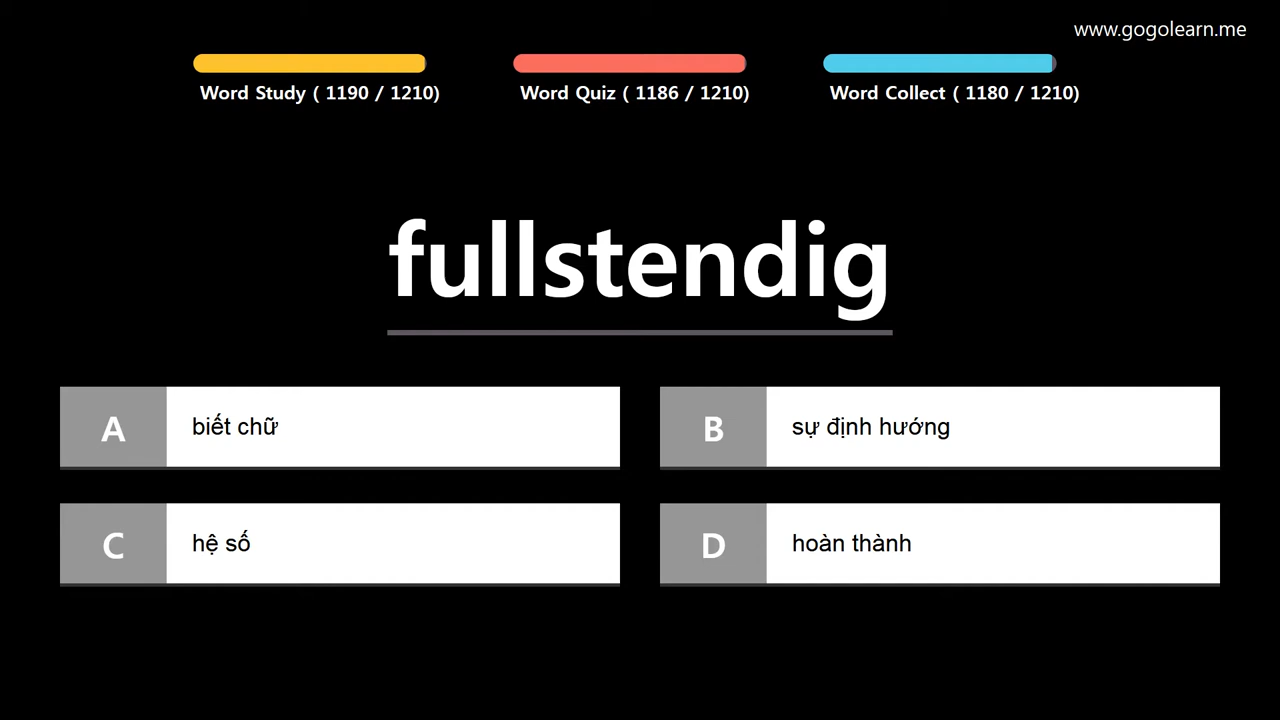 www.gogolearn.me
Word Study ( 1190 / 1210)
Word Quiz ( 1186 / 1210)
Word Collect ( 1180 / 1210)
fullstendig
A biết chữ
B sự định hướng
C hệ số
D hoàn thành